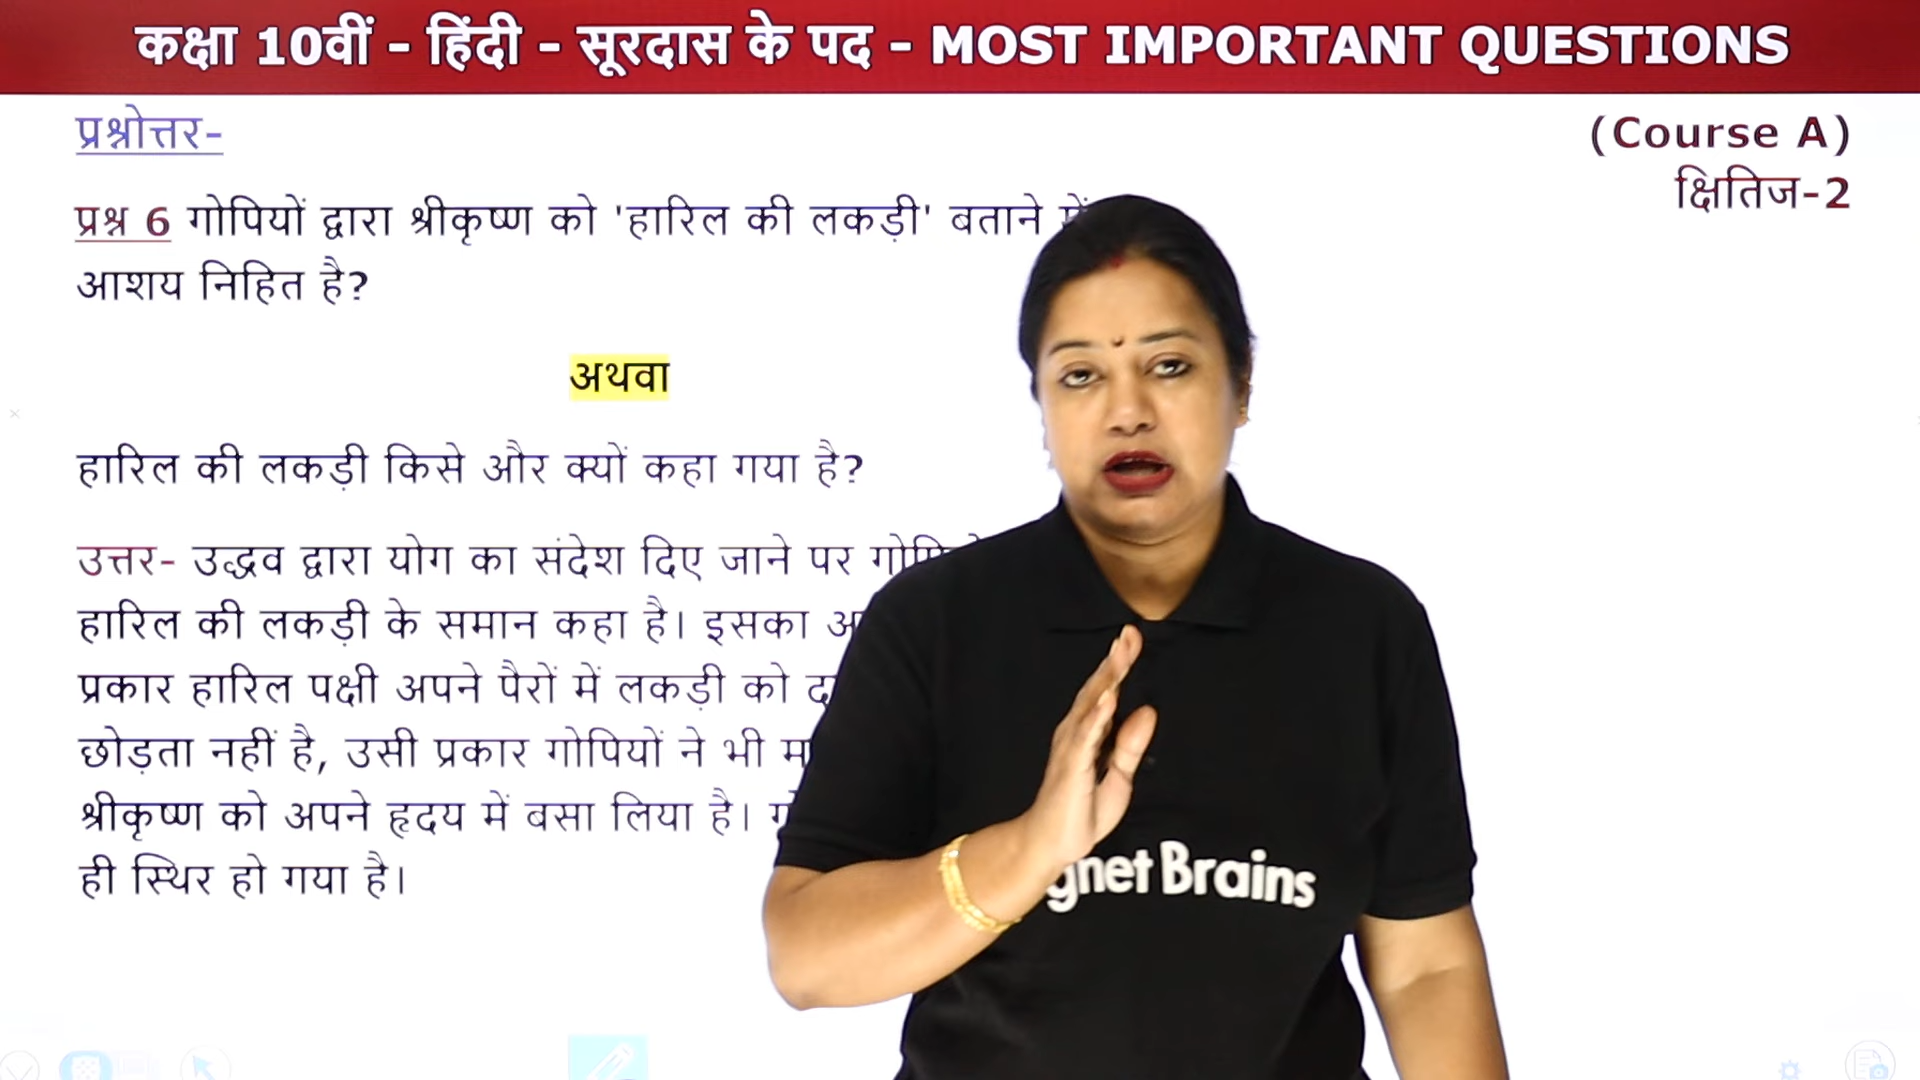 कक्षा 10वीं - हिंदी - सूरदास के पद - MOST IMPORTANT QUESTIONS
प्रश्नोत्तर-
(Course A)
क्षितिज-2
प्रश्न 6 गोपियों द्वारा श्रीकृष्ण को 'हारिल की लकड़ी' बताने में
आशय निहित है?
अथवा
हारिल की लकड़ी किसे और क्यों कहा गया है?
उत्तर- उद्धव द्वारा योग का संदेश दिए जाने पर
हारिल की लकड़ी के समान कहा है। इसका
प्रकार हारिल पक्षी अपने पैरों में लकड़ी को
छोड़ता नहीं है, उसी प्रकार गोपियों ने भी
श्रीकृष्ण को अपने हृदय में बसा लिया है।
ही स्थिर हो गया है।
gnet Brains